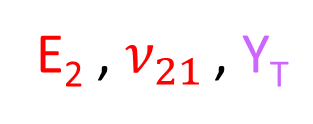 E₂ , ν₂₁ , Y_T